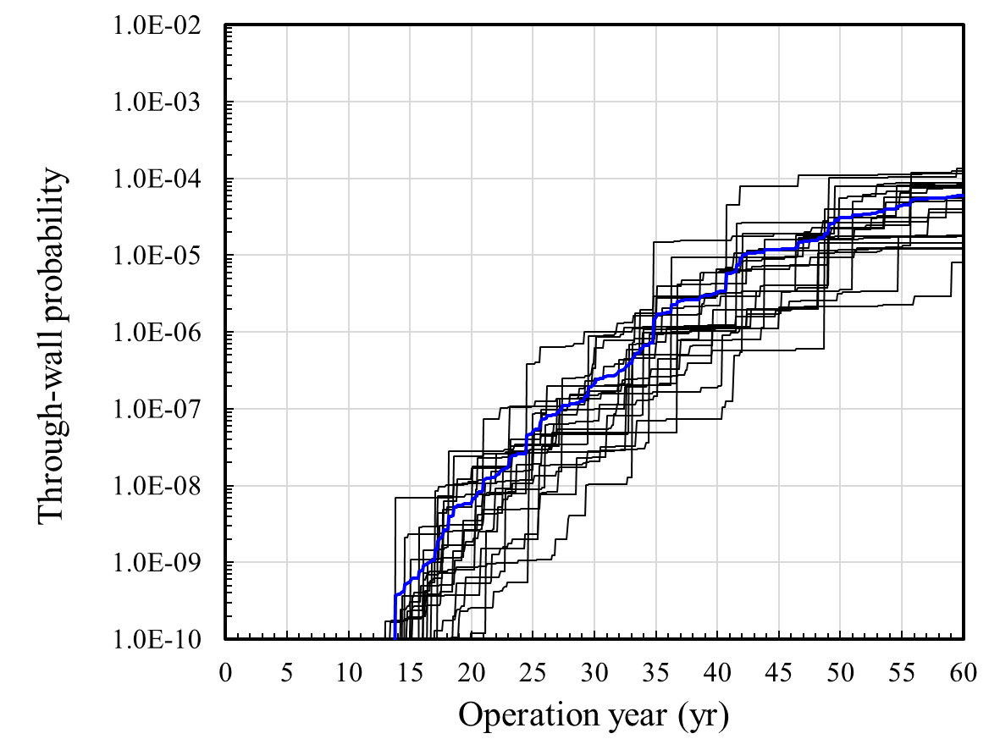 1.0E-02
1.0E-03
1.0E-04
1.0E-05
1.0E-06
1.0E-07
1.0E-08
1.0E-09
1.0E-10
Through-wall probability
0 5 10 15 20 25 30 35 40 45 50 55 60
Operation year (yr)